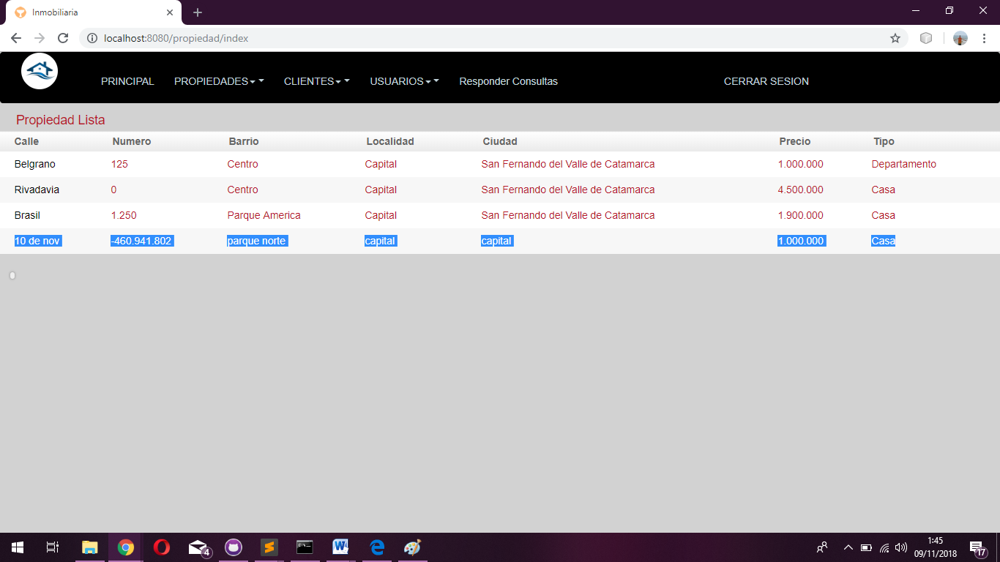 Inmobiliaria
localhost:8080/propiedad/index
PRINCIPAL PROPIEDADES CLIENTES USUARIOS Responder Consultas CERRAR SESION
Propiedad Lista
Calle Numero Barrio Localidad Ciudad Precio Tipo
Belgrano 125 Centro Capital San Fernando del Valle de Catamarca 1.000.000 Departamento
Rivadavia 0 Centro Capital San Fernando del Valle de Catamarca 4.500.000 Casa
Brasil 1.250 Parque America Capital San Fernando del Valle de Catamarca 1.900.000 Casa
10 de nov -460.941.802 parque norte capital capital 1.000.000 Casa
4
1:45
09/11/2018
17